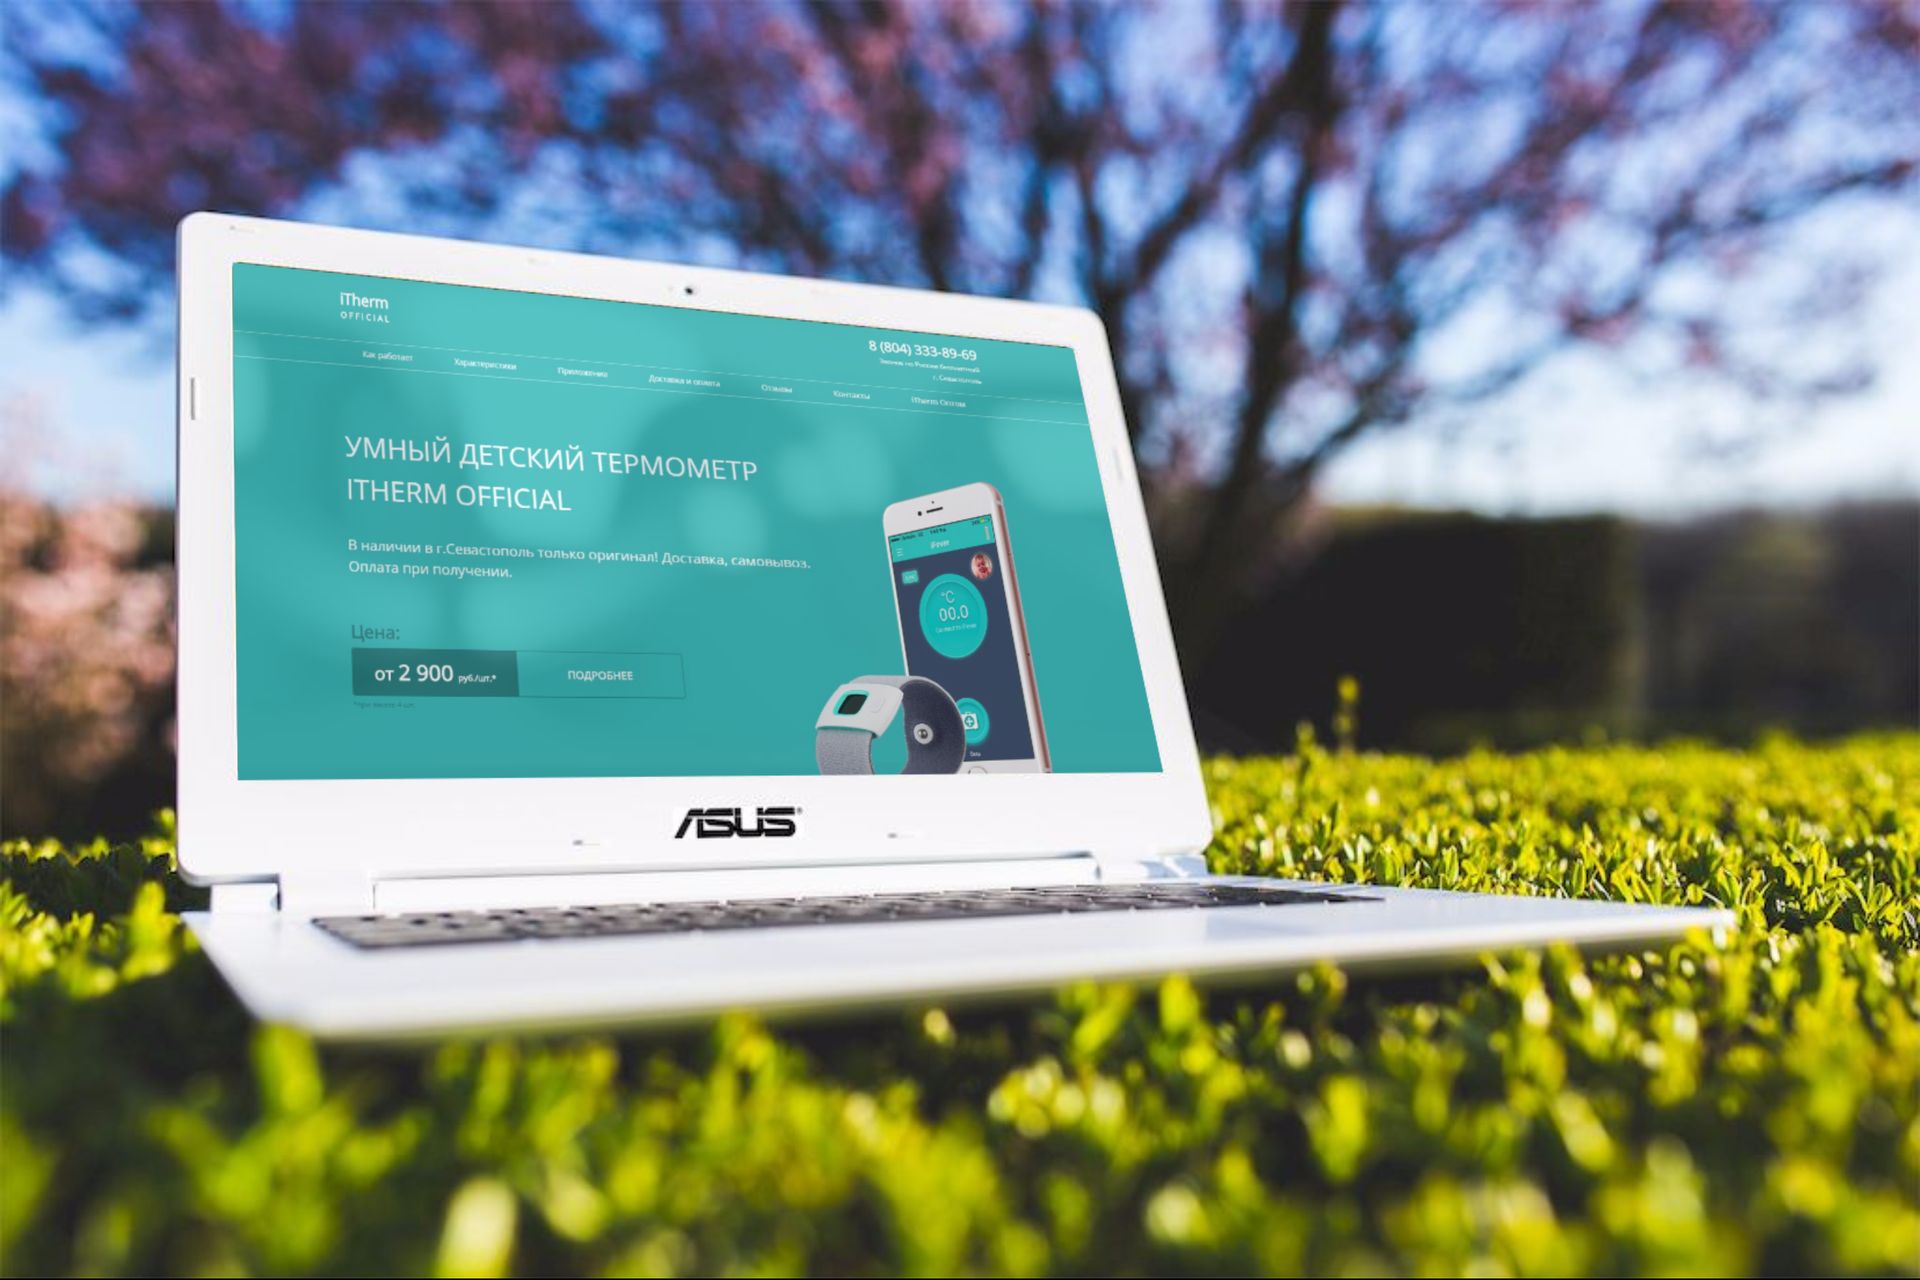 iTherm
OFFICIAL
8 (804) 333-89-69
Звонок по России бесплатный
г. Севастополь
Как работает
Характеристики
Приложение
Доставка и оплата
Отзывы
Контакты
iTherm Оптом
УМНЫЙ ДЕТСКИЙ ТЕРМОМЕТР
ITHERM OFFICIAL
В наличии в г.Севастополь только оригинал! Доставка, самовывоз.
Оплата при получении.
Цена:
от 2 900 руб./шт.*
ПОДРОБНЕЕ
iFever
°C
00.0
ASUS®